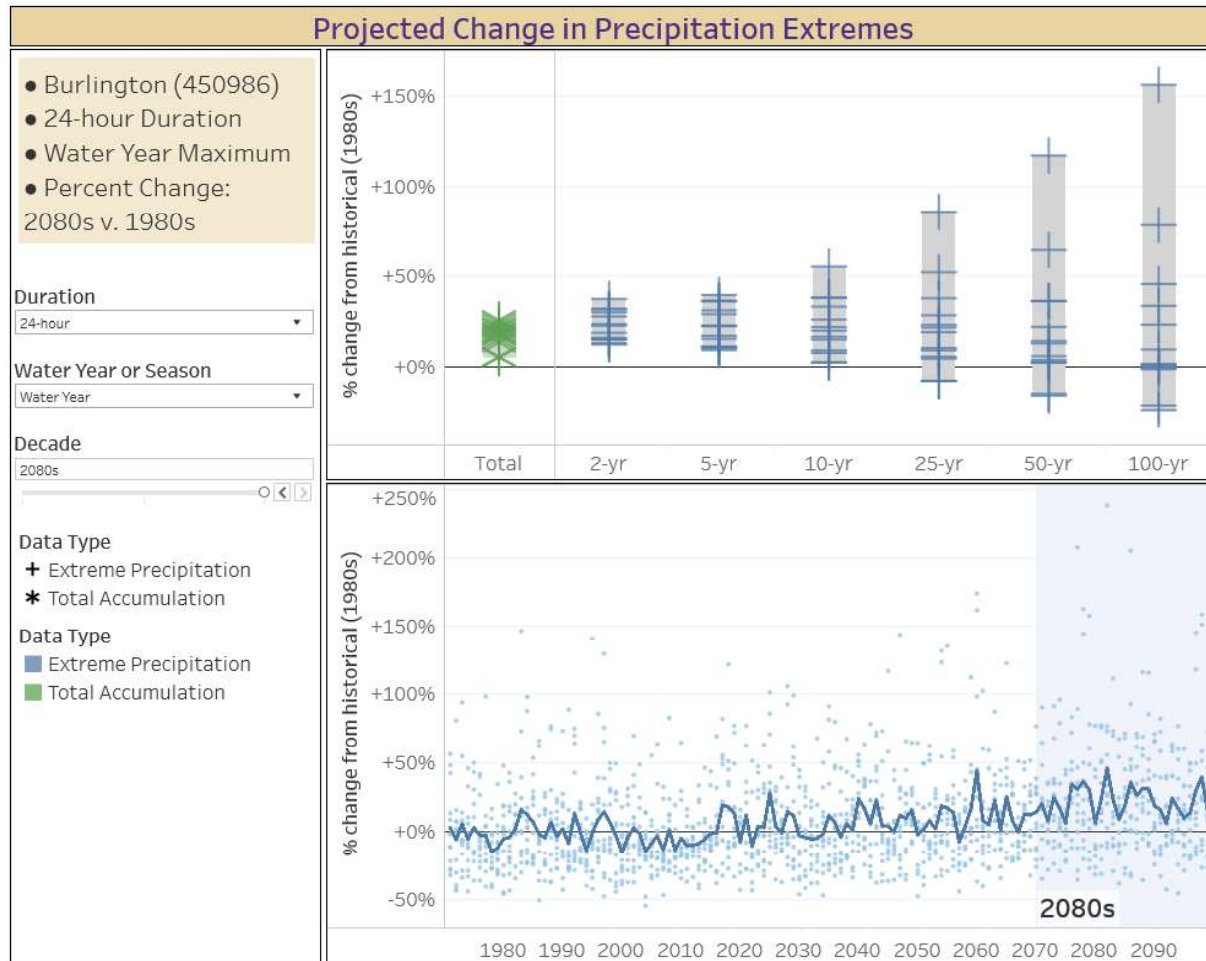 Projected Change in Precipitation Extremes
● Burlington (450986)
● 24-hour Duration
● Water Year Maximum
● Percent Change:
2080s v. 1980s
Duration
24-hour
Water Year or Season
Water Year
Decade
2080s
Data Type
+ Extreme Precipitation
* Total Accumulation
Data Type
Extreme Precipitation
Total Accumulation
% change from historical (1980s)
+150%
+100%
+50%
+0%
Total 2-yr 5-yr 10-yr 25-yr 50-yr 100-yr
% change from historical (1980s)
+250%
+200%
+150%
+100%
+50%
+0%
-50%
2080s
1980 1990 2000 2010 2020 2030 2040 2050 2060 2070 2080 2090